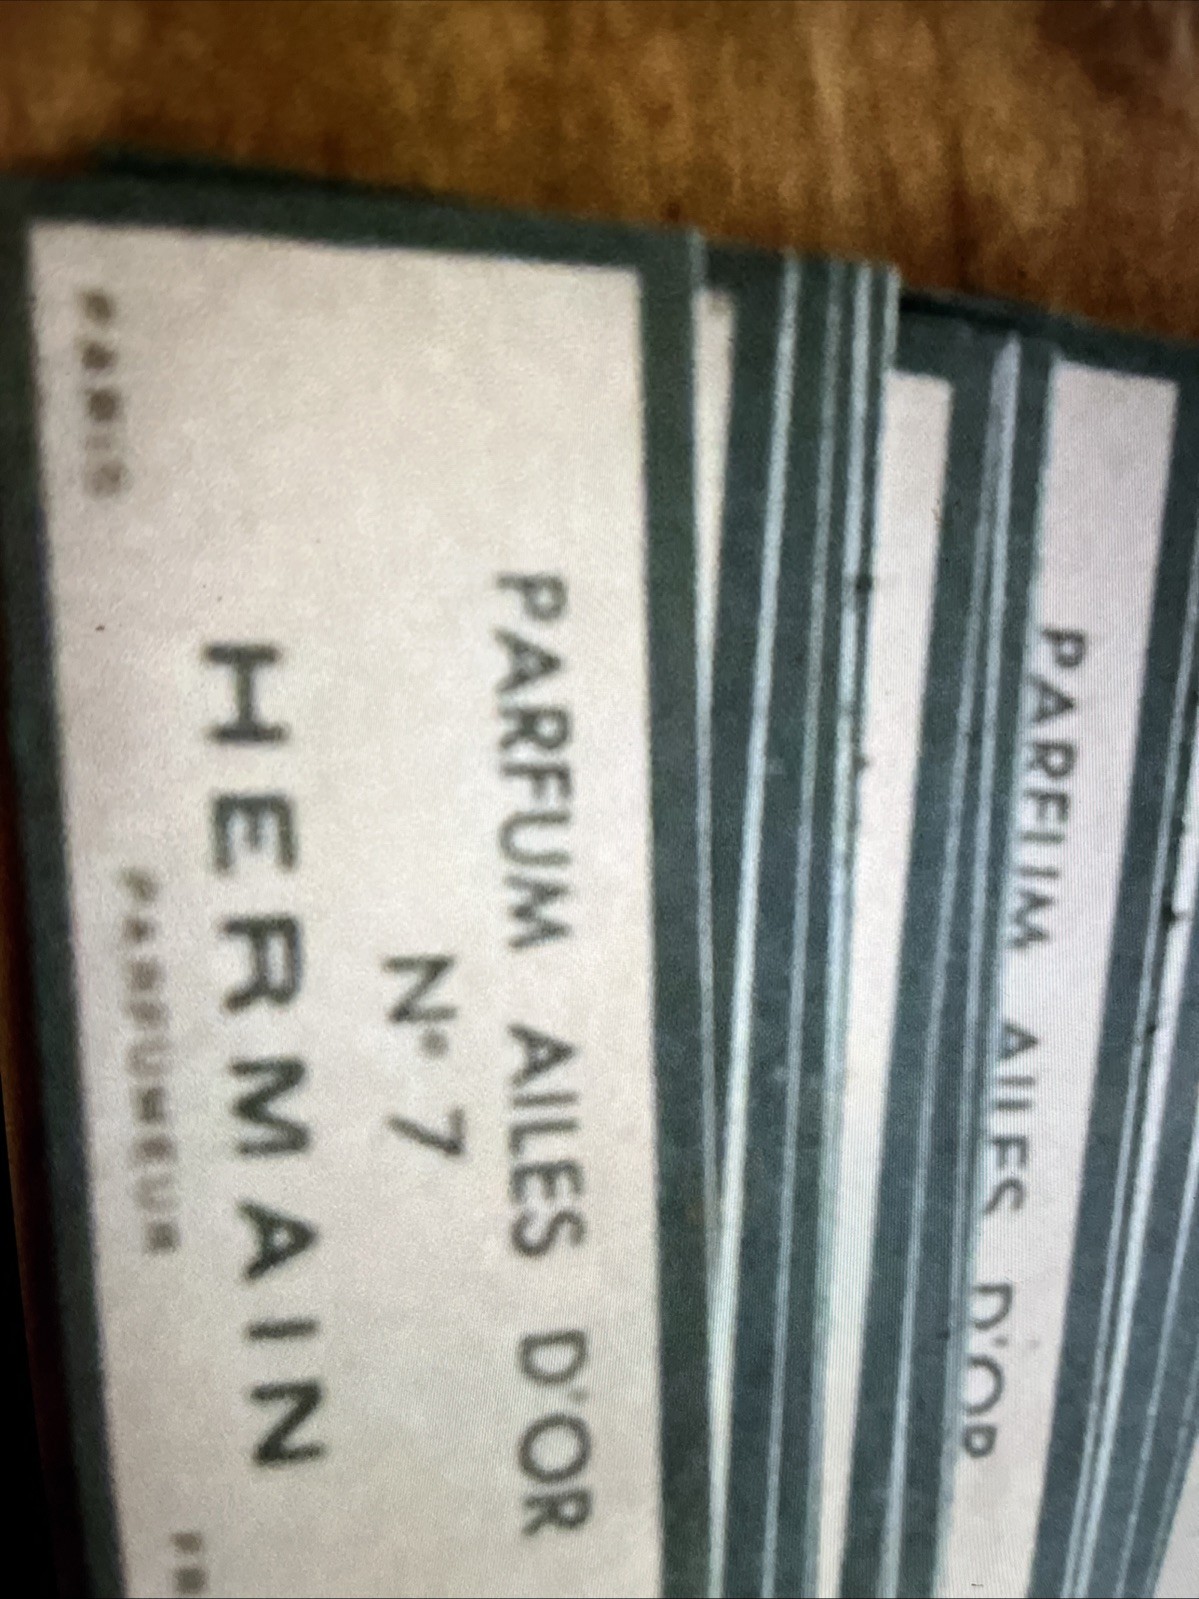 PARFUM AILES D'OR
N° 7
HERMAIN
PARIS PARFUMEUR
PARFUM AILES D'OR